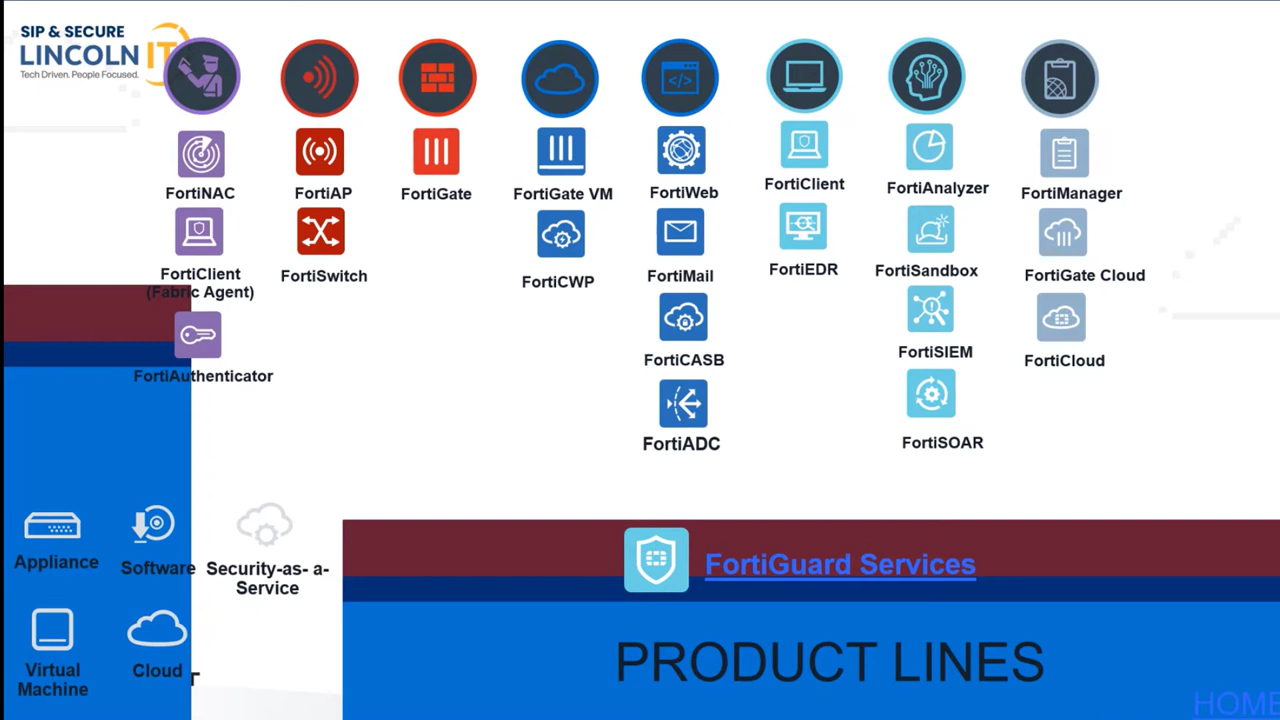 SIP & SECURE
LINCOLN IT
Tech Driven. People Focused.
FortiNAC
FortiAP
FortiGate
FortiGate VM
FortiWeb
FortiClient
FortiAnalyzer
FortiManager
FortiClient
(Fabric Agent)
FortiSwitch
FortiCWP
FortiMail
FortiEDR
FortiSandbox
FortiGate Cloud
FortiAuthenticator
FortiCASB
FortiSIEM
FortiCloud
FortiADC
FortiSOAR
Appliance
Software
Security-as- a-
Service
FortiGuard Services
Virtual
Machine
Cloud
T
PRODUCT LINES
HOME